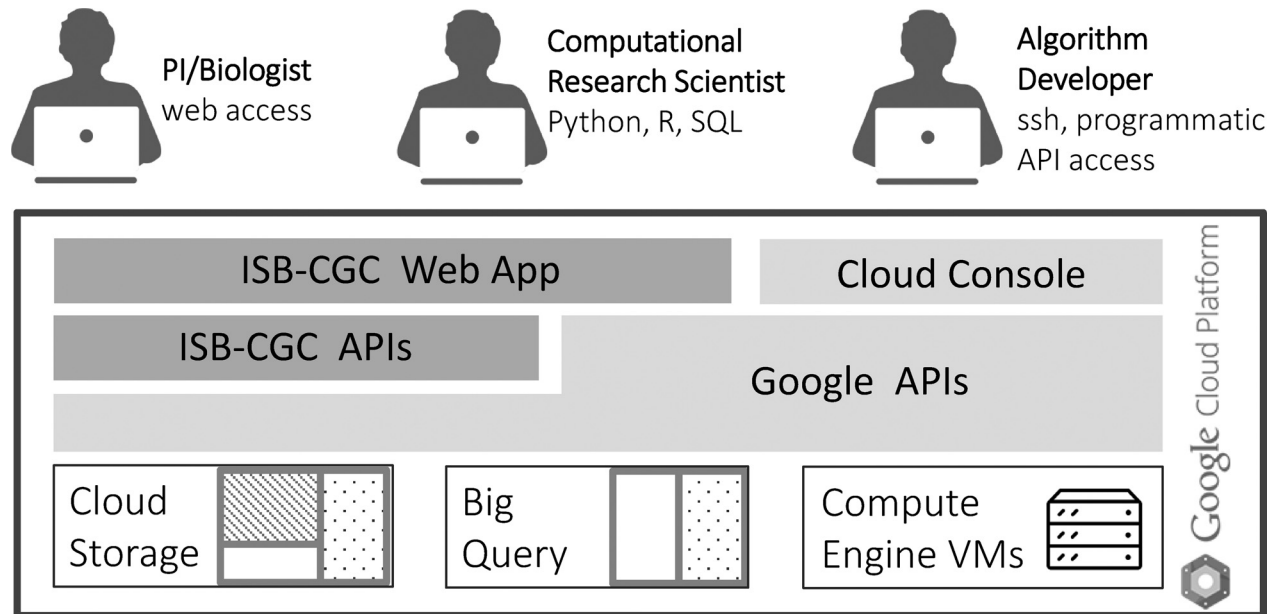 PI/Biologist
web access
Computational
Research Scientist
Python, R, SQL
Algorithm
Developer
ssh, programmatic
API access
ISB-CGC Web App
Cloud Console
ISB-CGC APIs
Google APIs
Cloud
Storage
Big
Query
Compute
Engine VMs
Google Cloud Platform